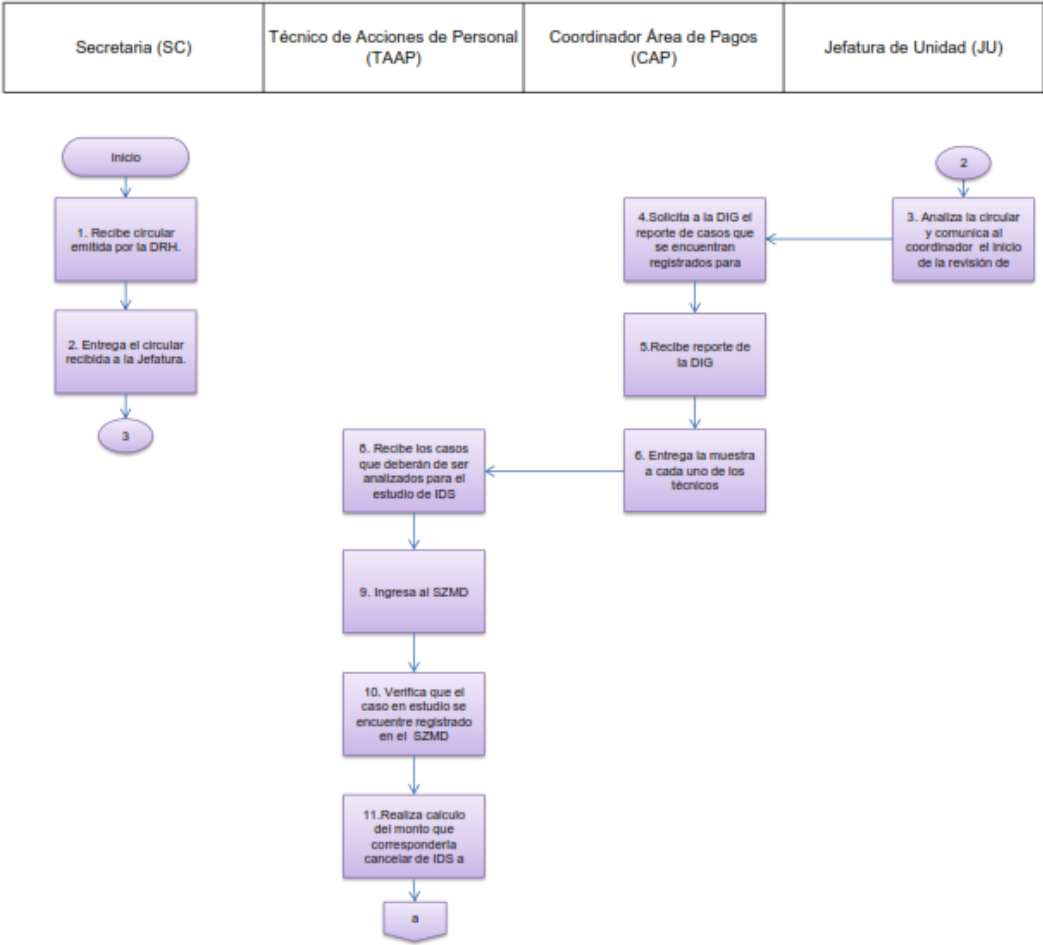 Secretaria (SC)
Técnico de Acciones de Personal
(TAAP)
Coordinador Área de Pagos
(CAP)
Jefatura de Unidad (JU)
Inicio
1. Recibe circular
emitida por la DRH.
2. Entrega el circular
recibida a la Jefatura.
3
2
3. Analiza la circular
y comunica al
coordinador el inicio
de la revisión de
4.Solicita a la DIG el
reporte de casos que
se encuentran
registrados para
5.Recibe reporte de
la DIG
6. Entrega la muestra
a cada uno de los
técnicos
8. Recibe los casos
que deberán de ser
analizados para el
estudio de IDS
9. Ingresa al SZMD
10. Verifica que el
caso en estudio se
encuentre registrado
en el SZMD
11.Realiza calculo
del monto que
correspondería
cancelar de IDS a
a